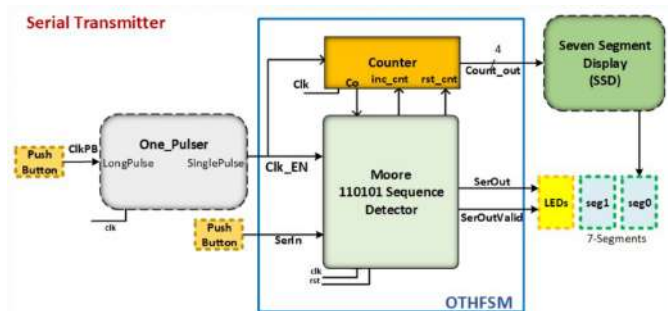 Serial Transmitter
Counter
Clk
Co
inc_cnt
rst_cnt
4
Count_out
Seven Segment
Display
(SSD)
Push
Button
ClkPB
One_Pulser
LongPulse
SinglePulse
clk
Clk_EN
Moore
110101 Sequence
Detector
Push
Button
SerIn
clk
rst
SerOut
SerOutValid
LEDs
seg1
seg0
7-Segments
OTHFSM